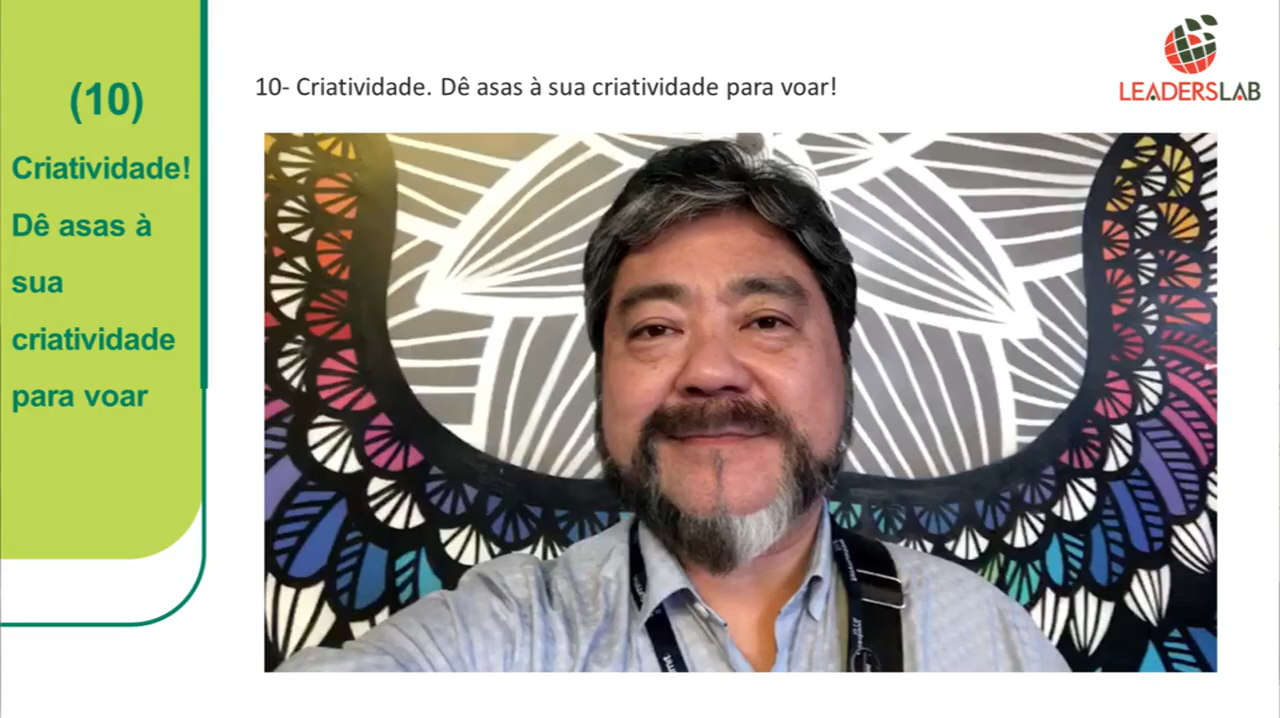 (10)
Criatividade!
Dê asas à
sua
criatividade
para voar
10- Criatividade. Dê asas à sua criatividade para voar!
LEADERSLAB